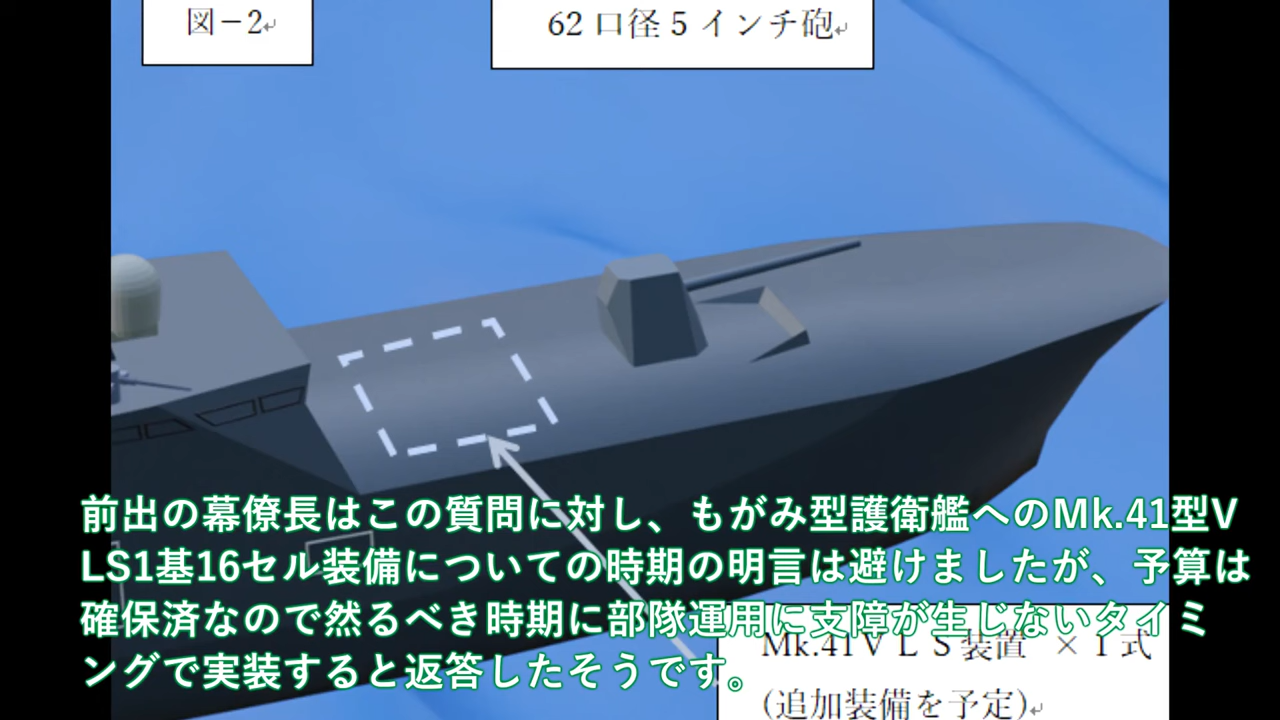 図－2
62 口径 5 インチ砲
前出の幕僚長はこの質問に対し、もがみ型護衛艦へのMk.41型V
LS1基16セル装備についての時期の明言は避けましたが、予算は
確保済なので然るべき時期に部隊運用に支障が生じないタイミ
ングで実装すると返答したそうです。
Mk.41ＶＬＳ装置 × 1 式
(追加装備を予定)